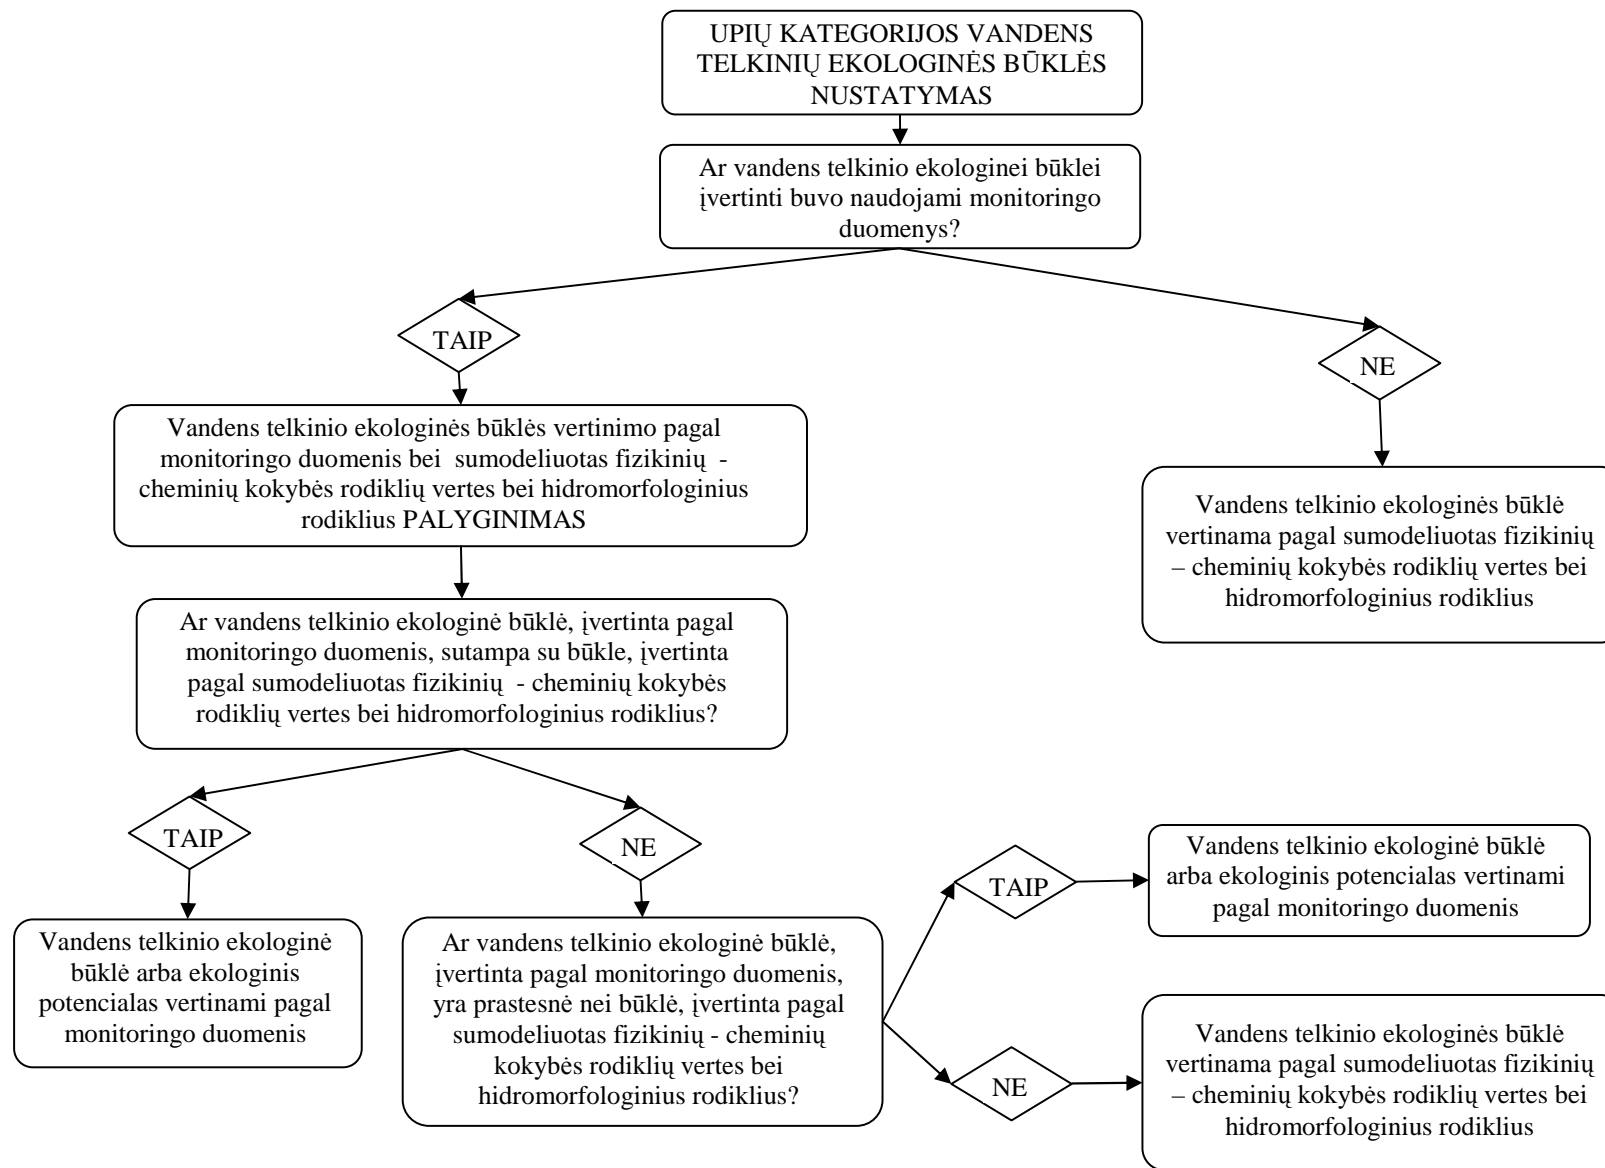 UPIŲ KATEGORIJOS VANDENS
TELKINIŲ EKOLOGINĖS BŪKLĖS
NUSTATYMAS
Ar vandens telkinio ekologinei būklei
įvertinti buvo naudojami monitoringo
duomenys?
TAIP
NE
Vandens telkinio ekologinės būklės vertinimo pagal
monitoringo duomenis bei sumodeliuotas fizikinių -
cheminių kokybės rodiklių vertes bei hidromorfologinius
rodiklius PALYGINIMAS
Vandens telkinio ekologinės būklė
vertinama pagal sumodeliuotas fizikinių
– cheminių kokybės rodiklių vertes bei
hidromorfologinius rodiklius
Ar vandens telkinio ekologinė būklė, įvertinta pagal
monitoringo duomenis, sutampa su būkle, įvertinta
pagal sumodeliuotas fizikinių - cheminių kokybės
rodiklių vertes bei hidromorfologinius rodiklius?
TAIP
NE
Vandens telkinio ekologinė
būklė arba ekologinis
potencialas vertinami pagal
monitoringo duomenis
Ar vandens telkinio ekologinė būklė,
įvertinta pagal monitoringo duomenis,
yra prastesnė nei būklė, įvertinta pagal
sumodeliuotas fizikinių - cheminių
kokybės rodiklių vertes bei
hidromorfologinius rodiklius?
TAIP
Vandens telkinio ekologinė būklė
arba ekologinis potencialas vertinami
pagal monitoringo duomenis
NE
Vandens telkinio ekologinės būklė
vertinama pagal sumodeliuotas fizikinių
– cheminių kokybės rodiklių vertes bei
hidromorfologinius rodiklius